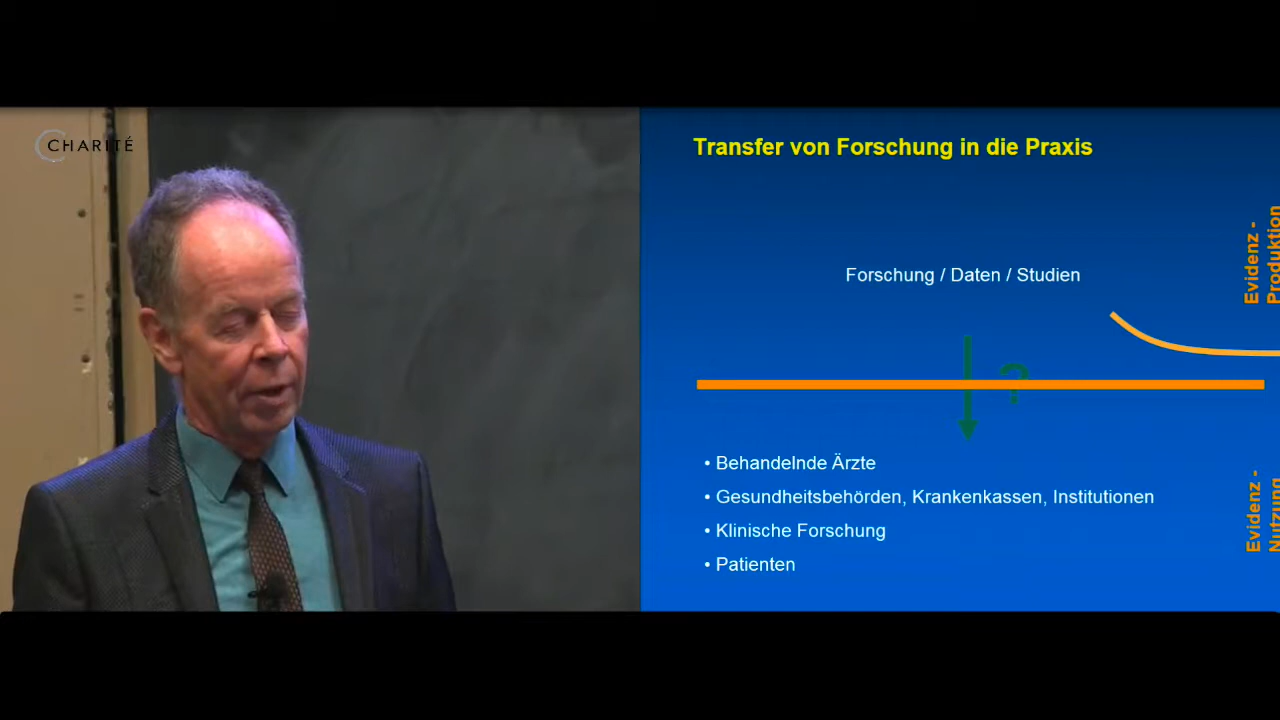 CHARITÉ
Transfer von Forschung in die Praxis
Evidenz -
Produktion
Forschung / Daten / Studien
?
• Behandelnde Ärzte
• Gesundheitsbehörden, Krankenkassen, Institutionen
• Klinische Forschung
• Patienten
Evidenz -
Nutzung